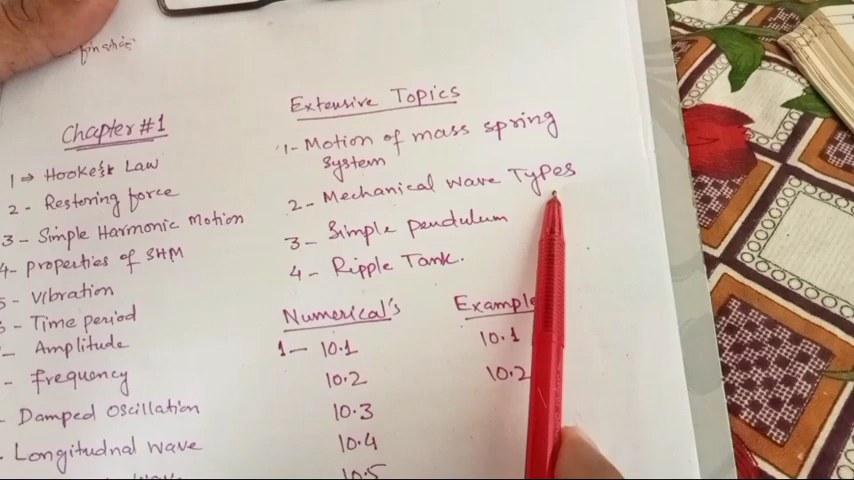 Chapter #1
1 ⇒ Hooke's Law
2 - Restoring force
3 - Simple Harmonic Motion
4- properties of SHM
5 - Vibration
- Time period
- Amplitude
- frequency
- Damped Oscillation
- Longitudnal wave
Extensive Topics
1- Motion of mass spring
system
2 - Mechanical wave Types
3 - Simple pendulum
4 - Ripple Tank.
Numerical's
1 — 10.1
10.2
10.3
10.4
10.5
Example
10.1
10.2